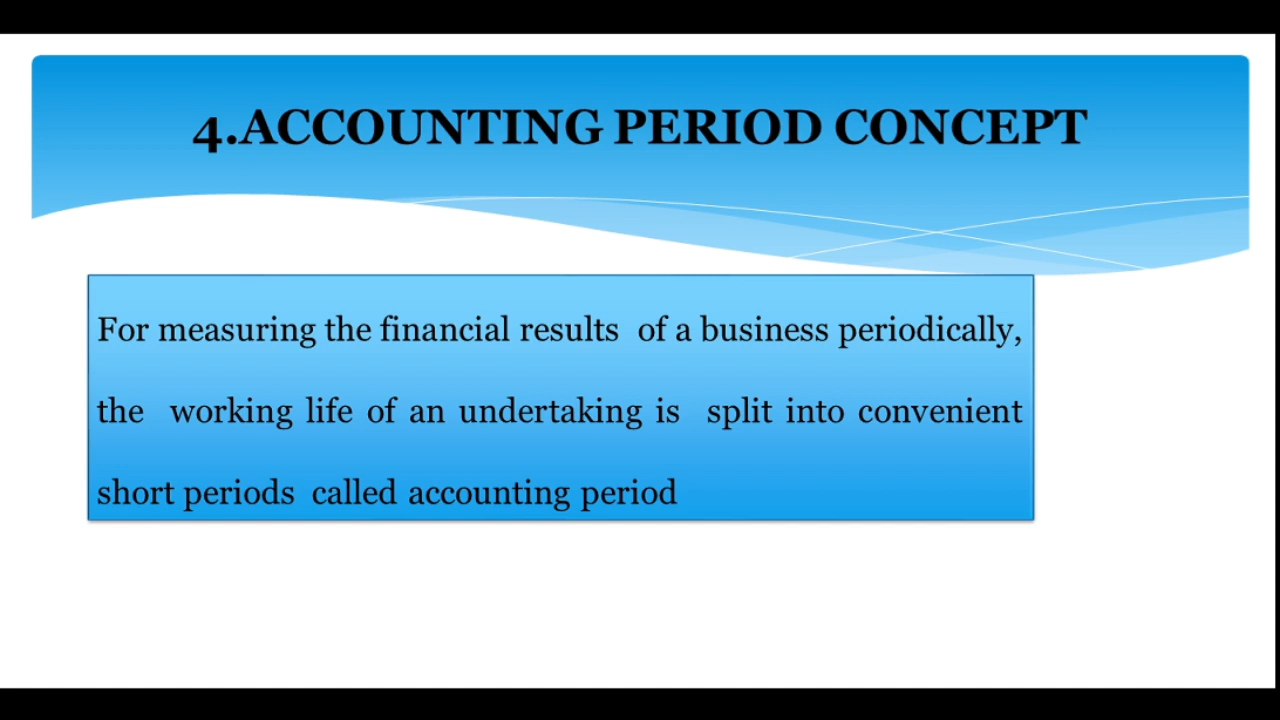 4.ACCOUNTING PERIOD CONCEPT
For measuring the financial results of a business periodically,
the working life of an undertaking is split into convenient
short periods called accounting period